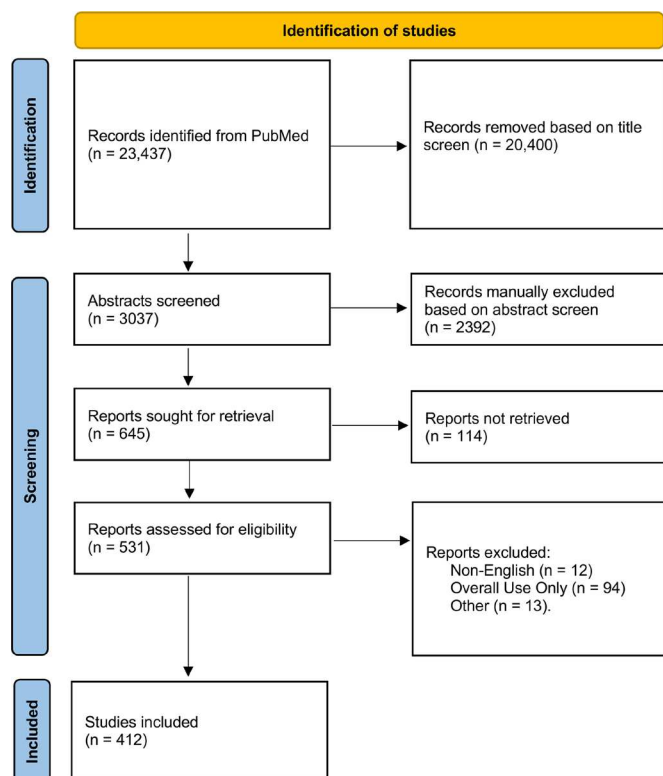 Identification of studies
Identification
Records identified from PubMed
(n = 23,437)
Records removed based on title
screen (n = 20,400)
Screening
Abstracts screened
(n = 3037)
Records manually excluded
based on abstract screen
(n = 2392)
Reports sought for retrieval
(n = 645)
Reports not retrieved
(n = 114)
Reports assessed for eligibility
(n = 531)
Reports excluded:
Non-English (n = 12)
Overall Use Only (n = 94)
Other (n = 13).
Included
Studies included
(n = 412)